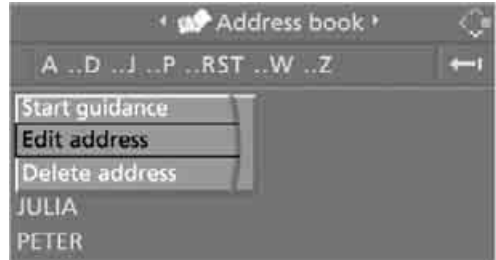 Address book
A ..D ..J ..P ..RST ..W ..Z
Start guidance
Edit address
Delete address
JULIA
PETER